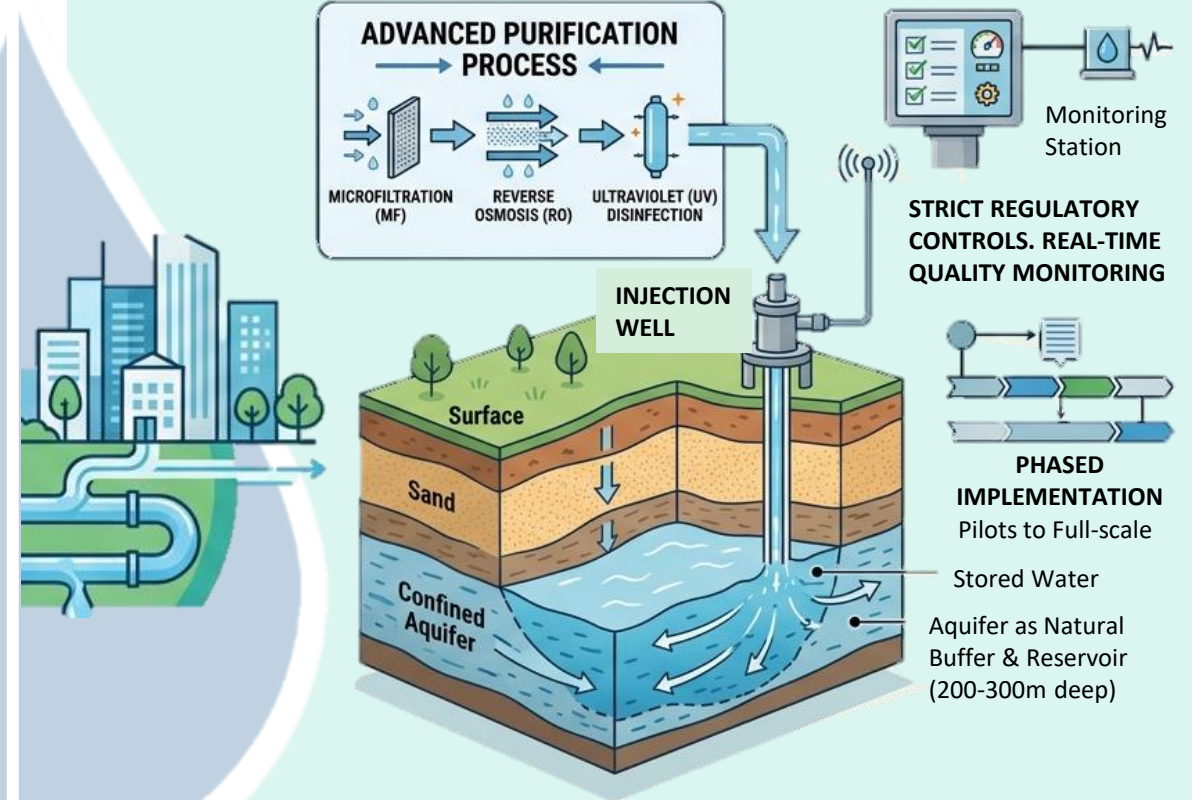 ADVANCED PURIFICATION
PROCESS
MICROFILTRATION
(MF)
REVERSE
OSMOSIS (RO)
ULTRAVIOLET (UV)
DISINFECTION
Monitoring
Station
STRICT REGULATORY
CONTROLS. REAL-TIME
QUALITY MONITORING
INJECTION
WELL
Surface
Sand
Confined
Aquifer
PHASED
IMPLEMENTATION
Pilots to Full-scale
Stored Water
Aquifer as Natural
Buffer & Reservoir
(200-300m deep)